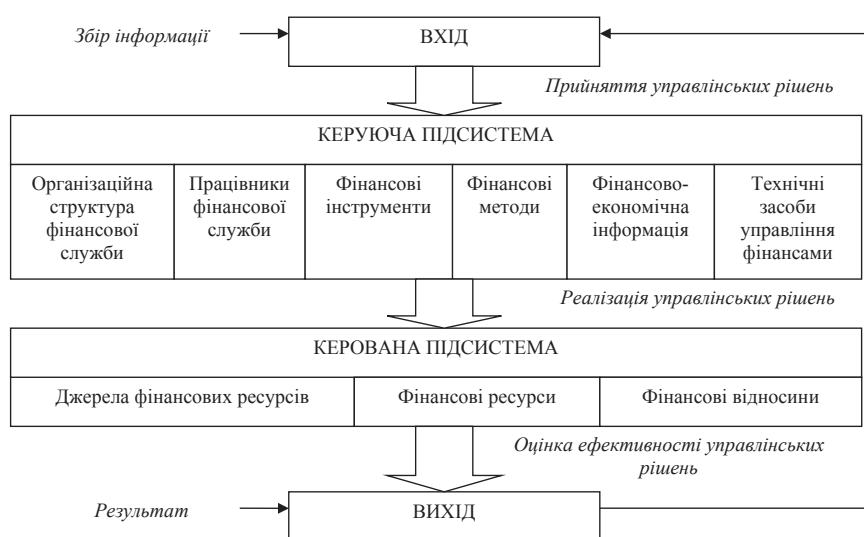 Збір інформації
ВХІД
Прийняття управлінських рішень
КЕРУЮЧА ПІДСИСТЕМА
Організаційна
структура
фінансової
служби
Працівники
фінансової
служби
Фінансові
інструменти
Фінансові
методи
Фінансово-
економічна
інформація
Технічні
засоби
управління
фінансами
Реалізація управлінських рішень
КЕРОВАНА ПІДСИСТЕМА
Джерела фінансових ресурсів
Фінансові ресурси
Фінансові відносини
Оцінка ефективності управлінських
рішень
Результат
ВИХІД